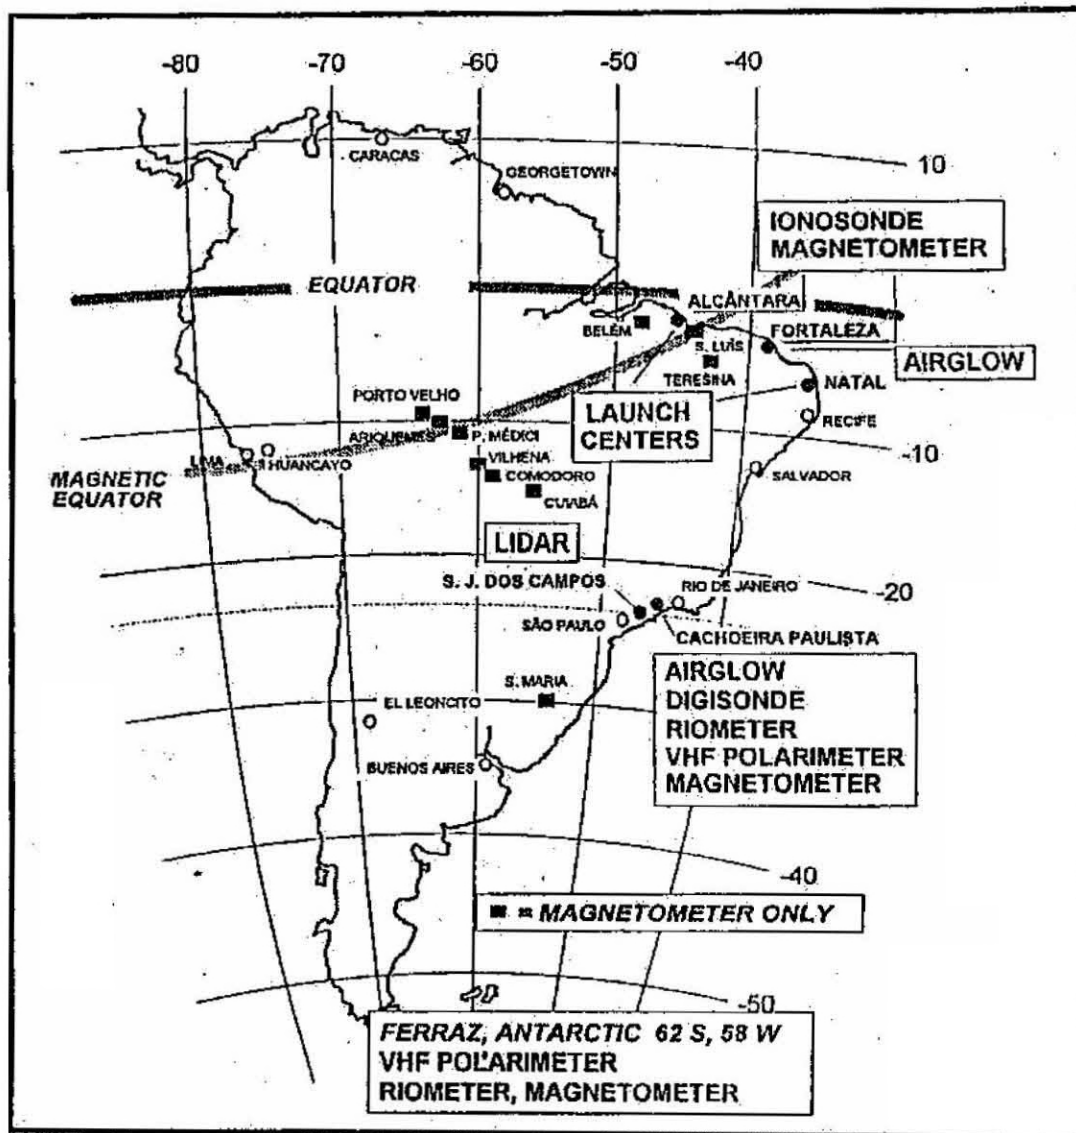 -80 -70 -60 -50 -40
CARACAS
10
GEORGETOWN
IONOSONDE
MAGNETOMETER
EQUATOR
ALCÂNTARA
BELÉM
FORTALEZA
S. LUÍS
TERESINA
AIRGLOW
NATAL
PORTO VELHO
LAUNCH
CENTERS
RECIFE
ARIQUEMES
P. MÉDICI
-10
LIMA
HUANCAYO
VILHENA
MAGNETIC
EQUATOR
COMODORO
SALVADOR
CUIABÁ
LIDAR
S. J. DOS CAMPOS
RIO DE JANEIRO
-20
SÃO PAULO
CACHOEIRA PAULISTA
AIRGLOW
DIGISONDE
RIOMETER
VHF POLARIMETER
MAGNETOMETER
S. MARIA
EL LEONCITO
BUENOS AIRES
-40
= MAGNETOMETER ONLY
-50
FERRAZ, ANTARCTIC 62 S, 58 W
VHF POLARIMETER
RIOMETER, MAGNETOMETER